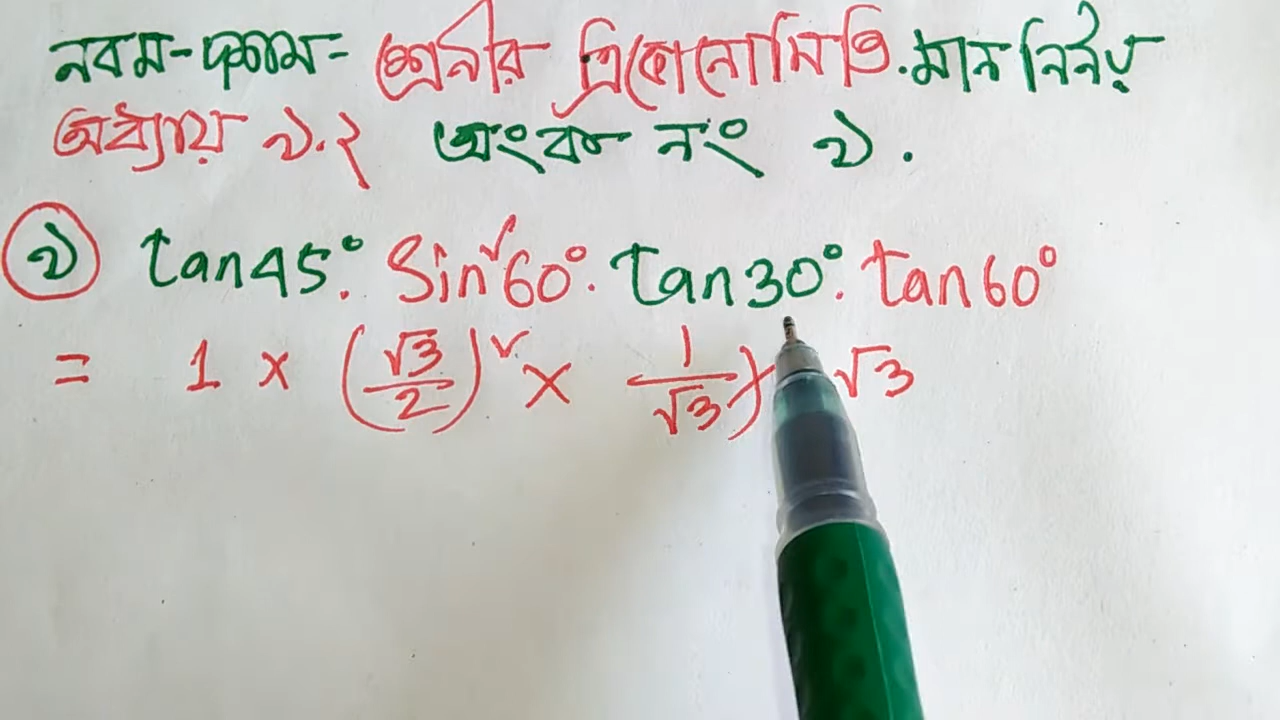 নবম-দশম- শ্রেনীর ত্রিকোনোমিতি.মান নির্নয়
অধ্যায় ৯.২ অংক নং ৯.
৯ tan45°. Sin²60°. tan30°. tan60°
= 1 × (√3/2)² × 1/√3 × √3